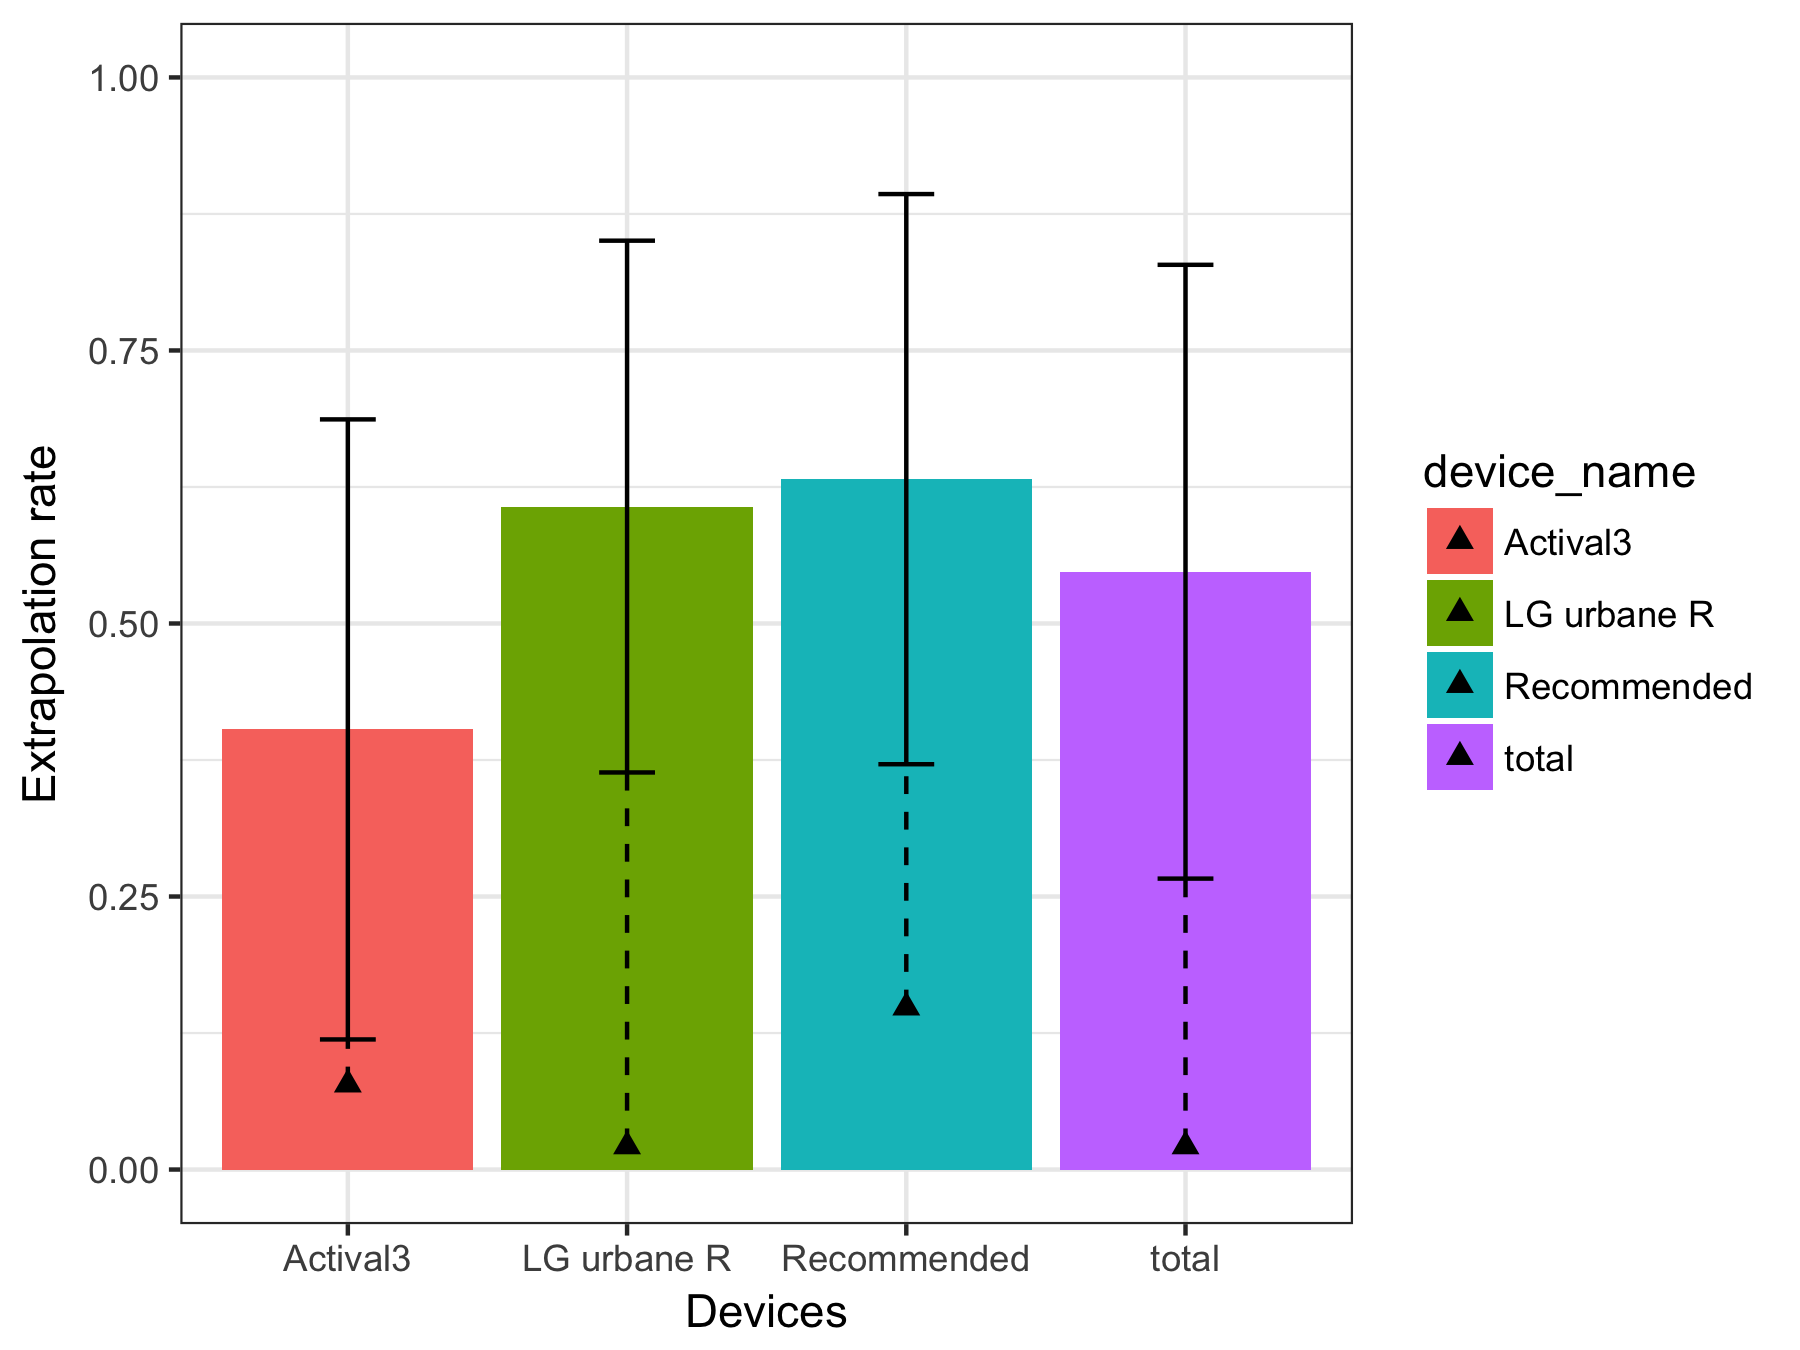 Extrapolation rate
1.00
0.75
0.50
0.25
0.00
Actival3
LG urbane R
Recommended
total
Devices
device_name
Actival3
LG urbane R
Recommended
total